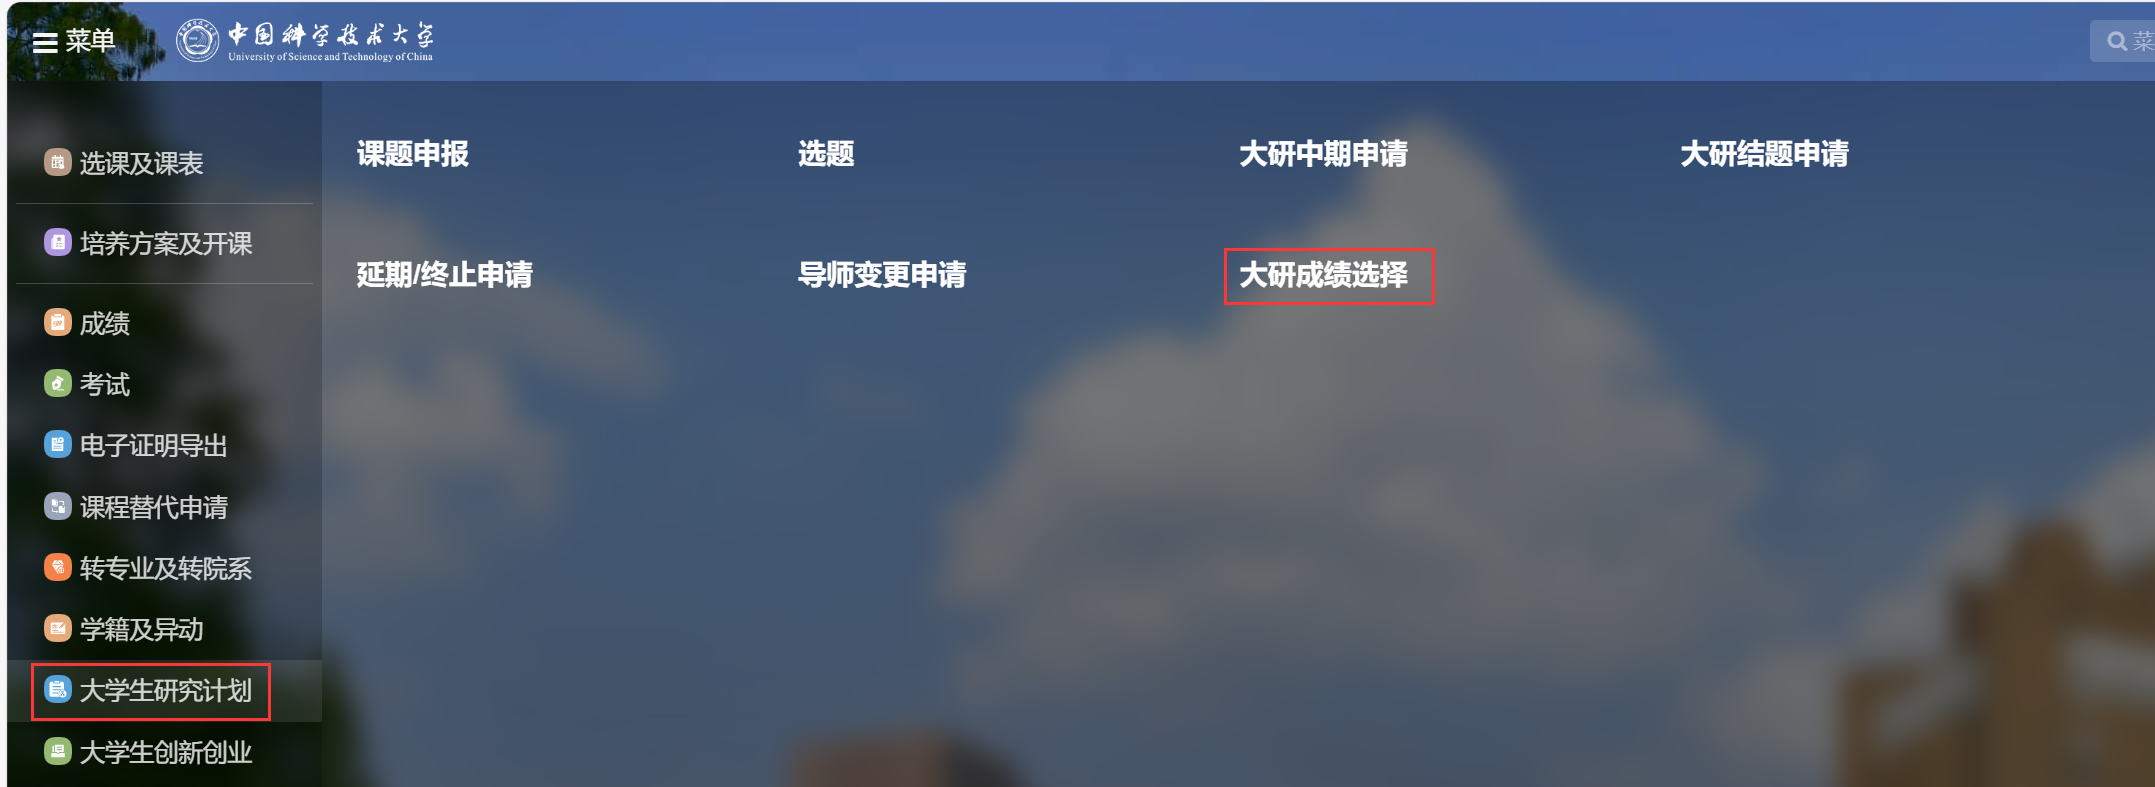 菜单
中国科学技术大学
University of Science and Technology of China
菜
选课及课表
培养方案及开课
成绩
考试
电子证明导出
课程替代申请
转专业及转院系
学籍及异动
大学生研究计划
大学生创新创业
课题申报
选题
大研中期申请
大研结题申请
延期/终止申请
导师变更申请
大研成绩选择